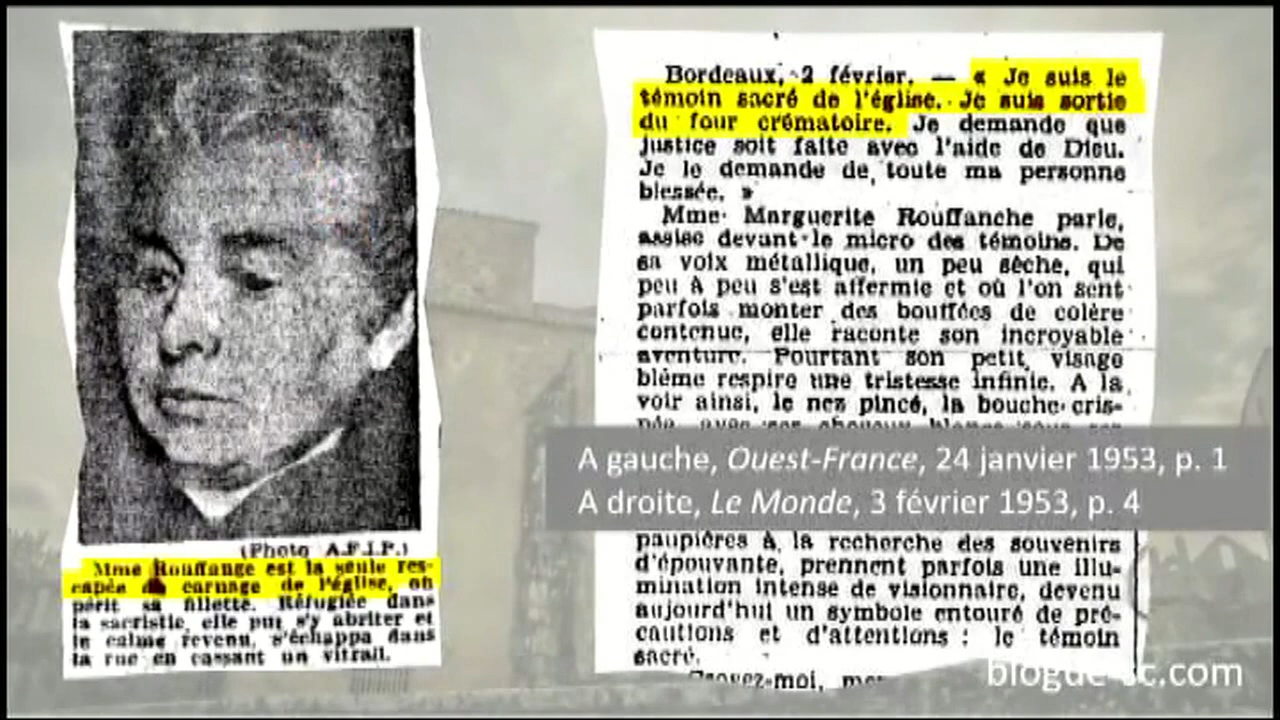 (Photo A.F.I.P.)
Mme Rouffange est la seule res-
capée du carnage de l'église, où
périt sa fillette. Réfugiée dans
la sacristie, elle put s'y abriter et
le calme revenu, s'échappa dans
la rue en cassant un vitrail.
Bordeaux, 2 février. — « Je suis le
témoin sacré de l'église. Je suis sortie
du four crématoire. Je demande que
justice soit faite avec l'aide de Dieu.
Je le demande de toute ma personne
blessée. »
Mme Marguerite Rouffanche parle,
assise devant le micro des témoins. De
sa voix métallique, un peu sèche, qui
peu à peu s'est affermie et où l'on sent
parfois monter des bouffées de colère
contenue, elle raconte son incroyable
aventure. Pourtant son petit visage
blême respire une tristesse infinie. A la
voir ainsi, le nez pincé, la bouche cris-
A gauche, Ouest-France, 24 janvier 1953, p. 1
A droite, Le Monde, 3 février 1953, p. 4
paupières à la recherche des souvenirs
d'épouvante, prennent parfois une illu-
mination intense de visionnaire, devenu
aujourd'hui un symbole entouré de pré-
cautions et d'attentions : le témoin
sacré.